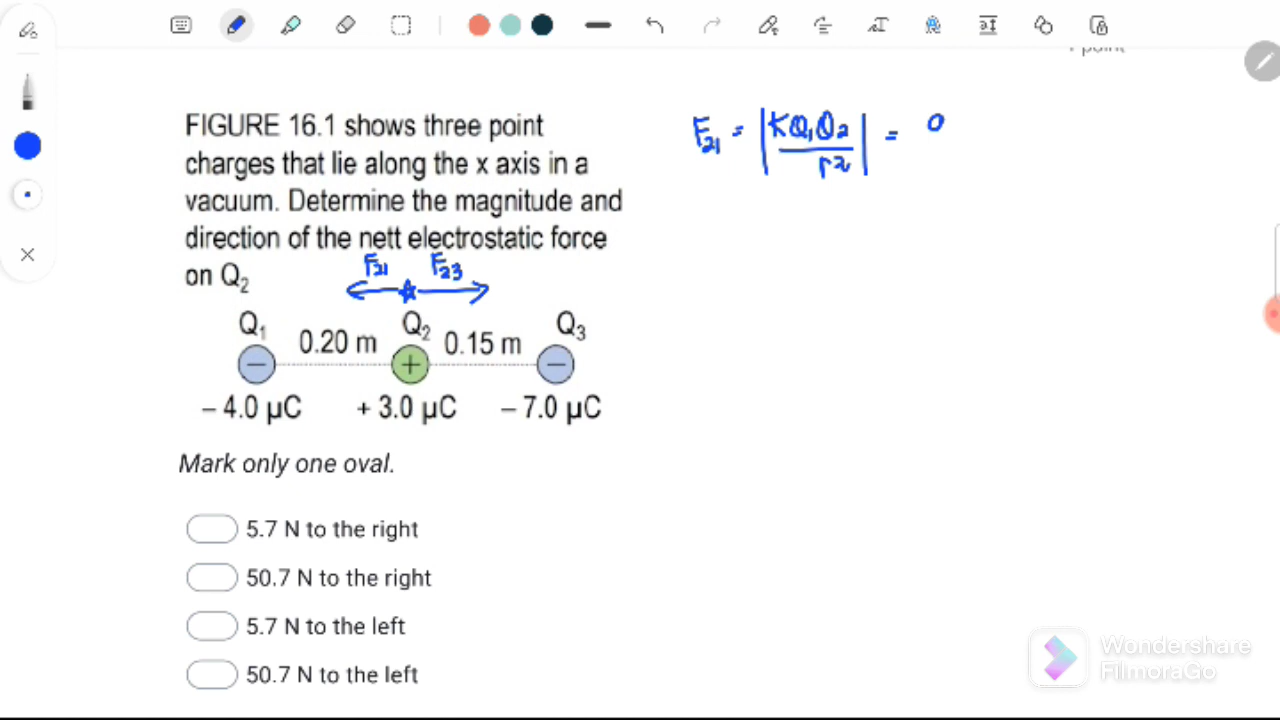 1 point
FIGURE 16.1 shows three point
charges that lie along the x axis in a
vacuum. Determine the magnitude and
direction of the nett electrostatic force
on Q₂
F₂₁ = |KQ₁Q₂ / r²| = 9
F₂₁ F₂₃
Q₁ Q₂ Q₃
0.20 m 0.15 m
− + −
– 4.0 µC + 3.0 µC – 7.0 µC
Mark only one oval.
5.7 N to the right
50.7 N to the right
5.7 N to the left
50.7 N to the left
Wondershare
FilmoraGo